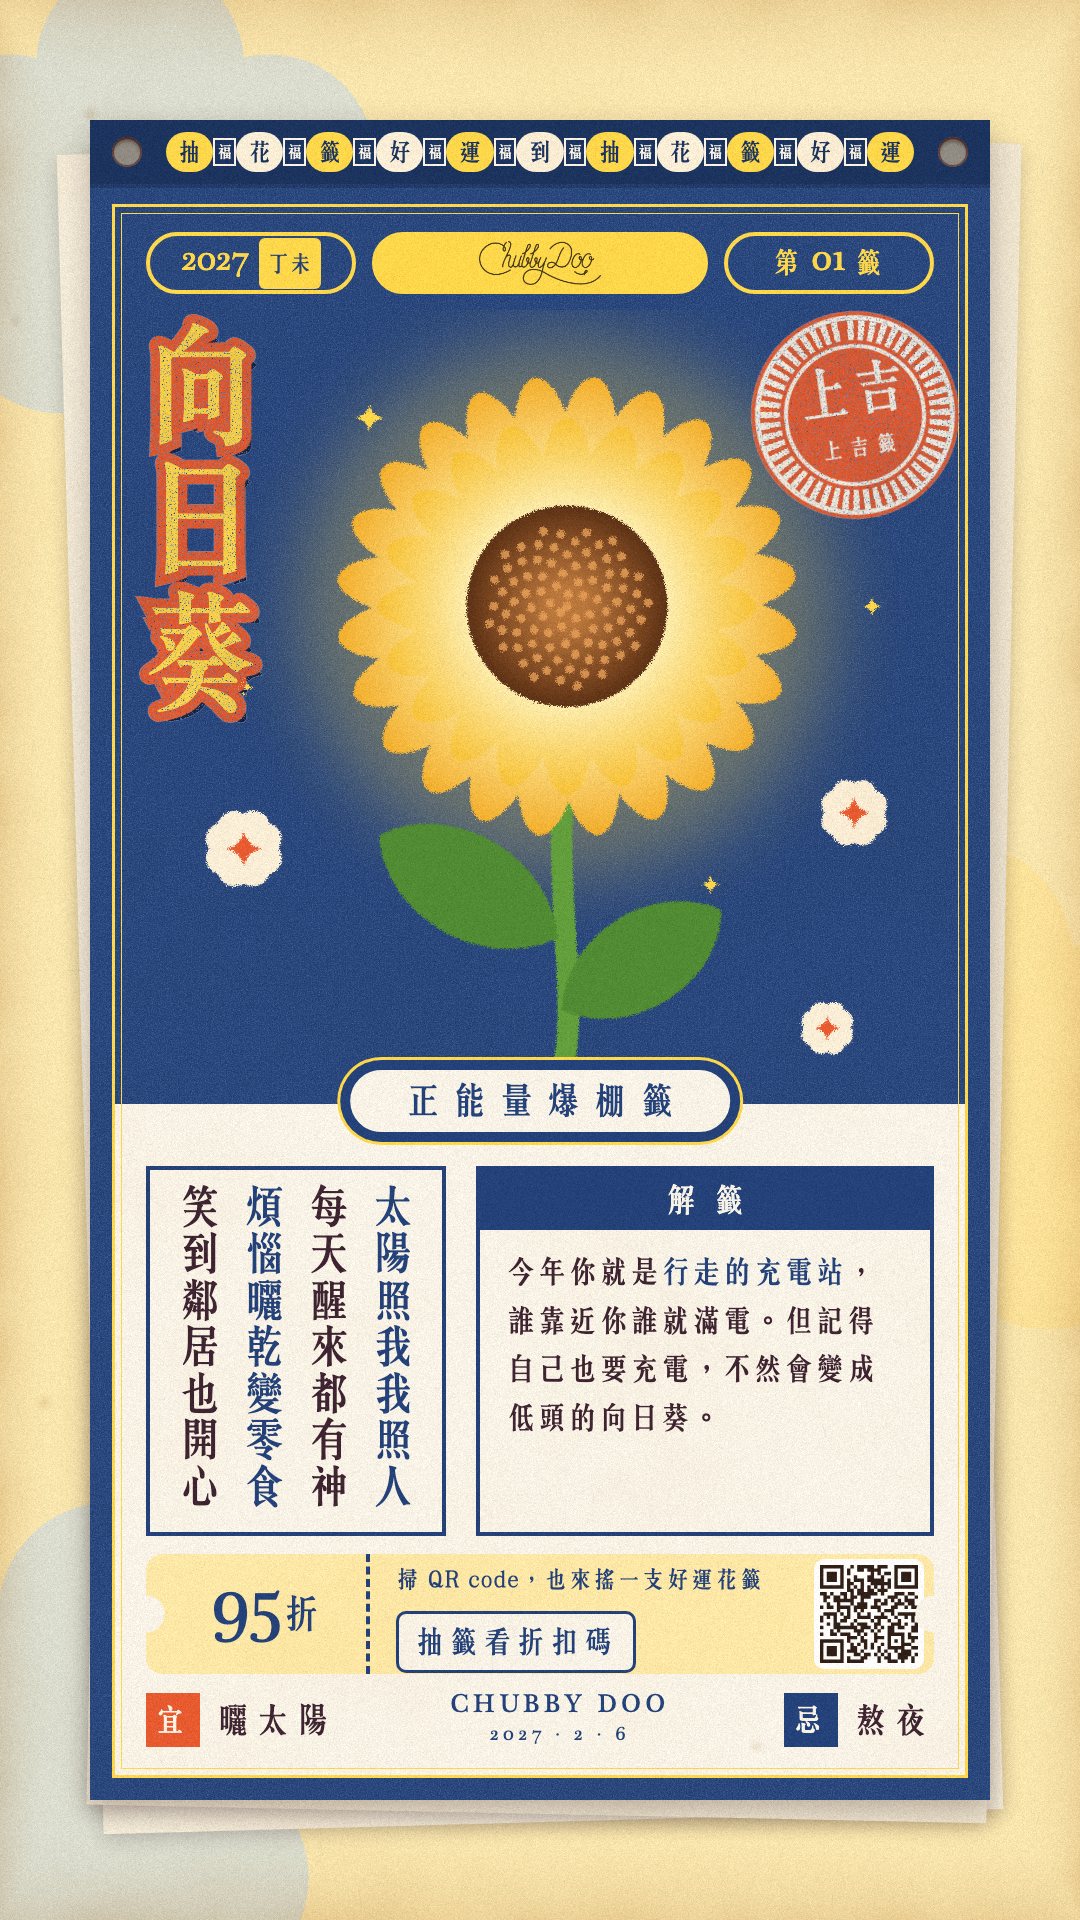 抽福花福籤福好福運福到福抽福花福籤福好福運
2027 丁未
Chubby Doo
第 01 籤
向日葵
上吉
上吉籤
正能量爆棚籤
太陽照我我照人
每天醒來都有神
煩惱曬乾變零食
笑到鄰居也開心
解籤
今年你就是行走的充電站，
誰靠近你誰就滿電。但記得
自己也要充電，不然會變成
低頭的向日葵。
95折
掃 QR code，也來搖一支好運花籤
抽籤看折扣碼
宜 曬太陽
CHUBBY DOO
2027 · 2 · 6
忌 熬夜